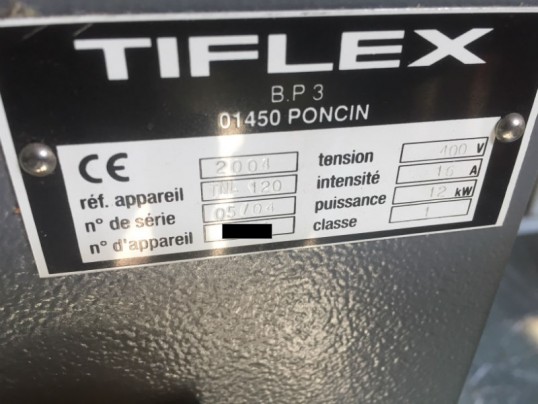 TIFLEX
B.P 3
01450 PONCIN
CE 2004
réf. appareil 120
n° de série 05/04
n° d'appareil
tension 400 V
intensité 16 A
puissance 12 kW
classe 1